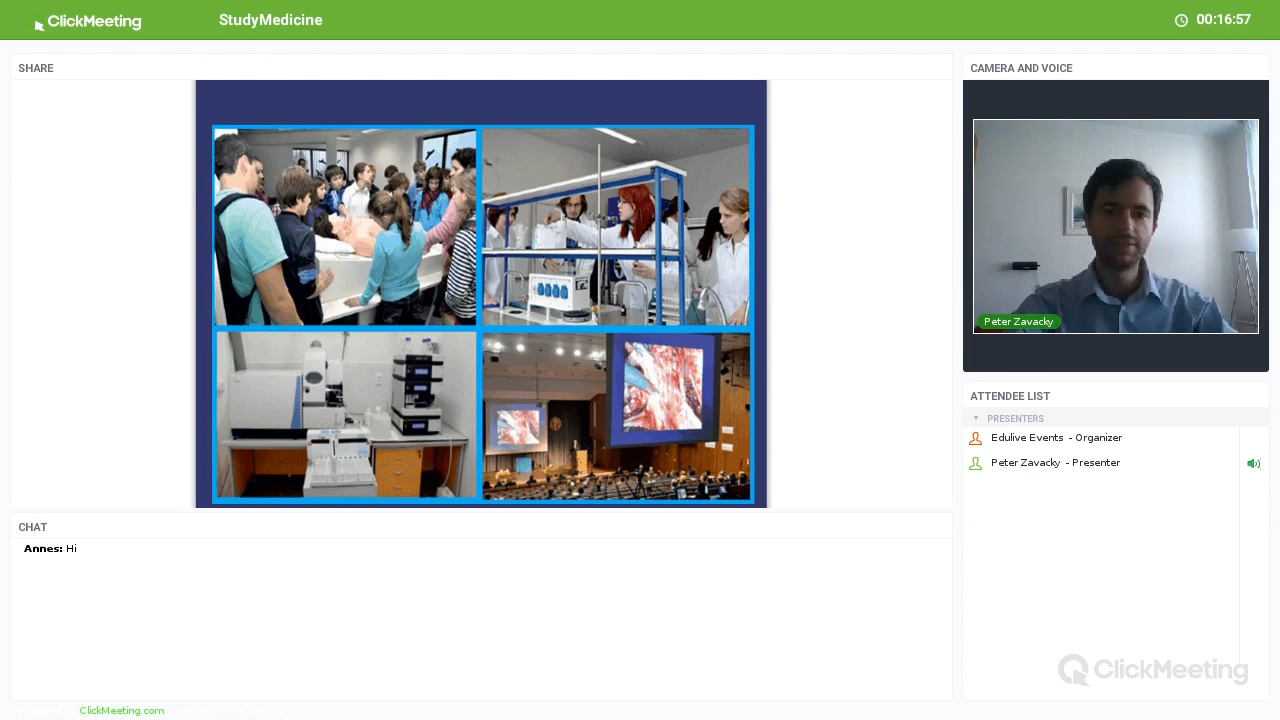 ClickMeeting
StudyMedicine
00:16:57
SHARE
CAMERA AND VOICE
Peter Zavacky
ATTENDEE LIST
PRESENTERS
Edulive Events - Organizer
Peter Zavacky - Presenter
CHAT
Annes: Hi
ClickMeeting
ClickMeeting.com